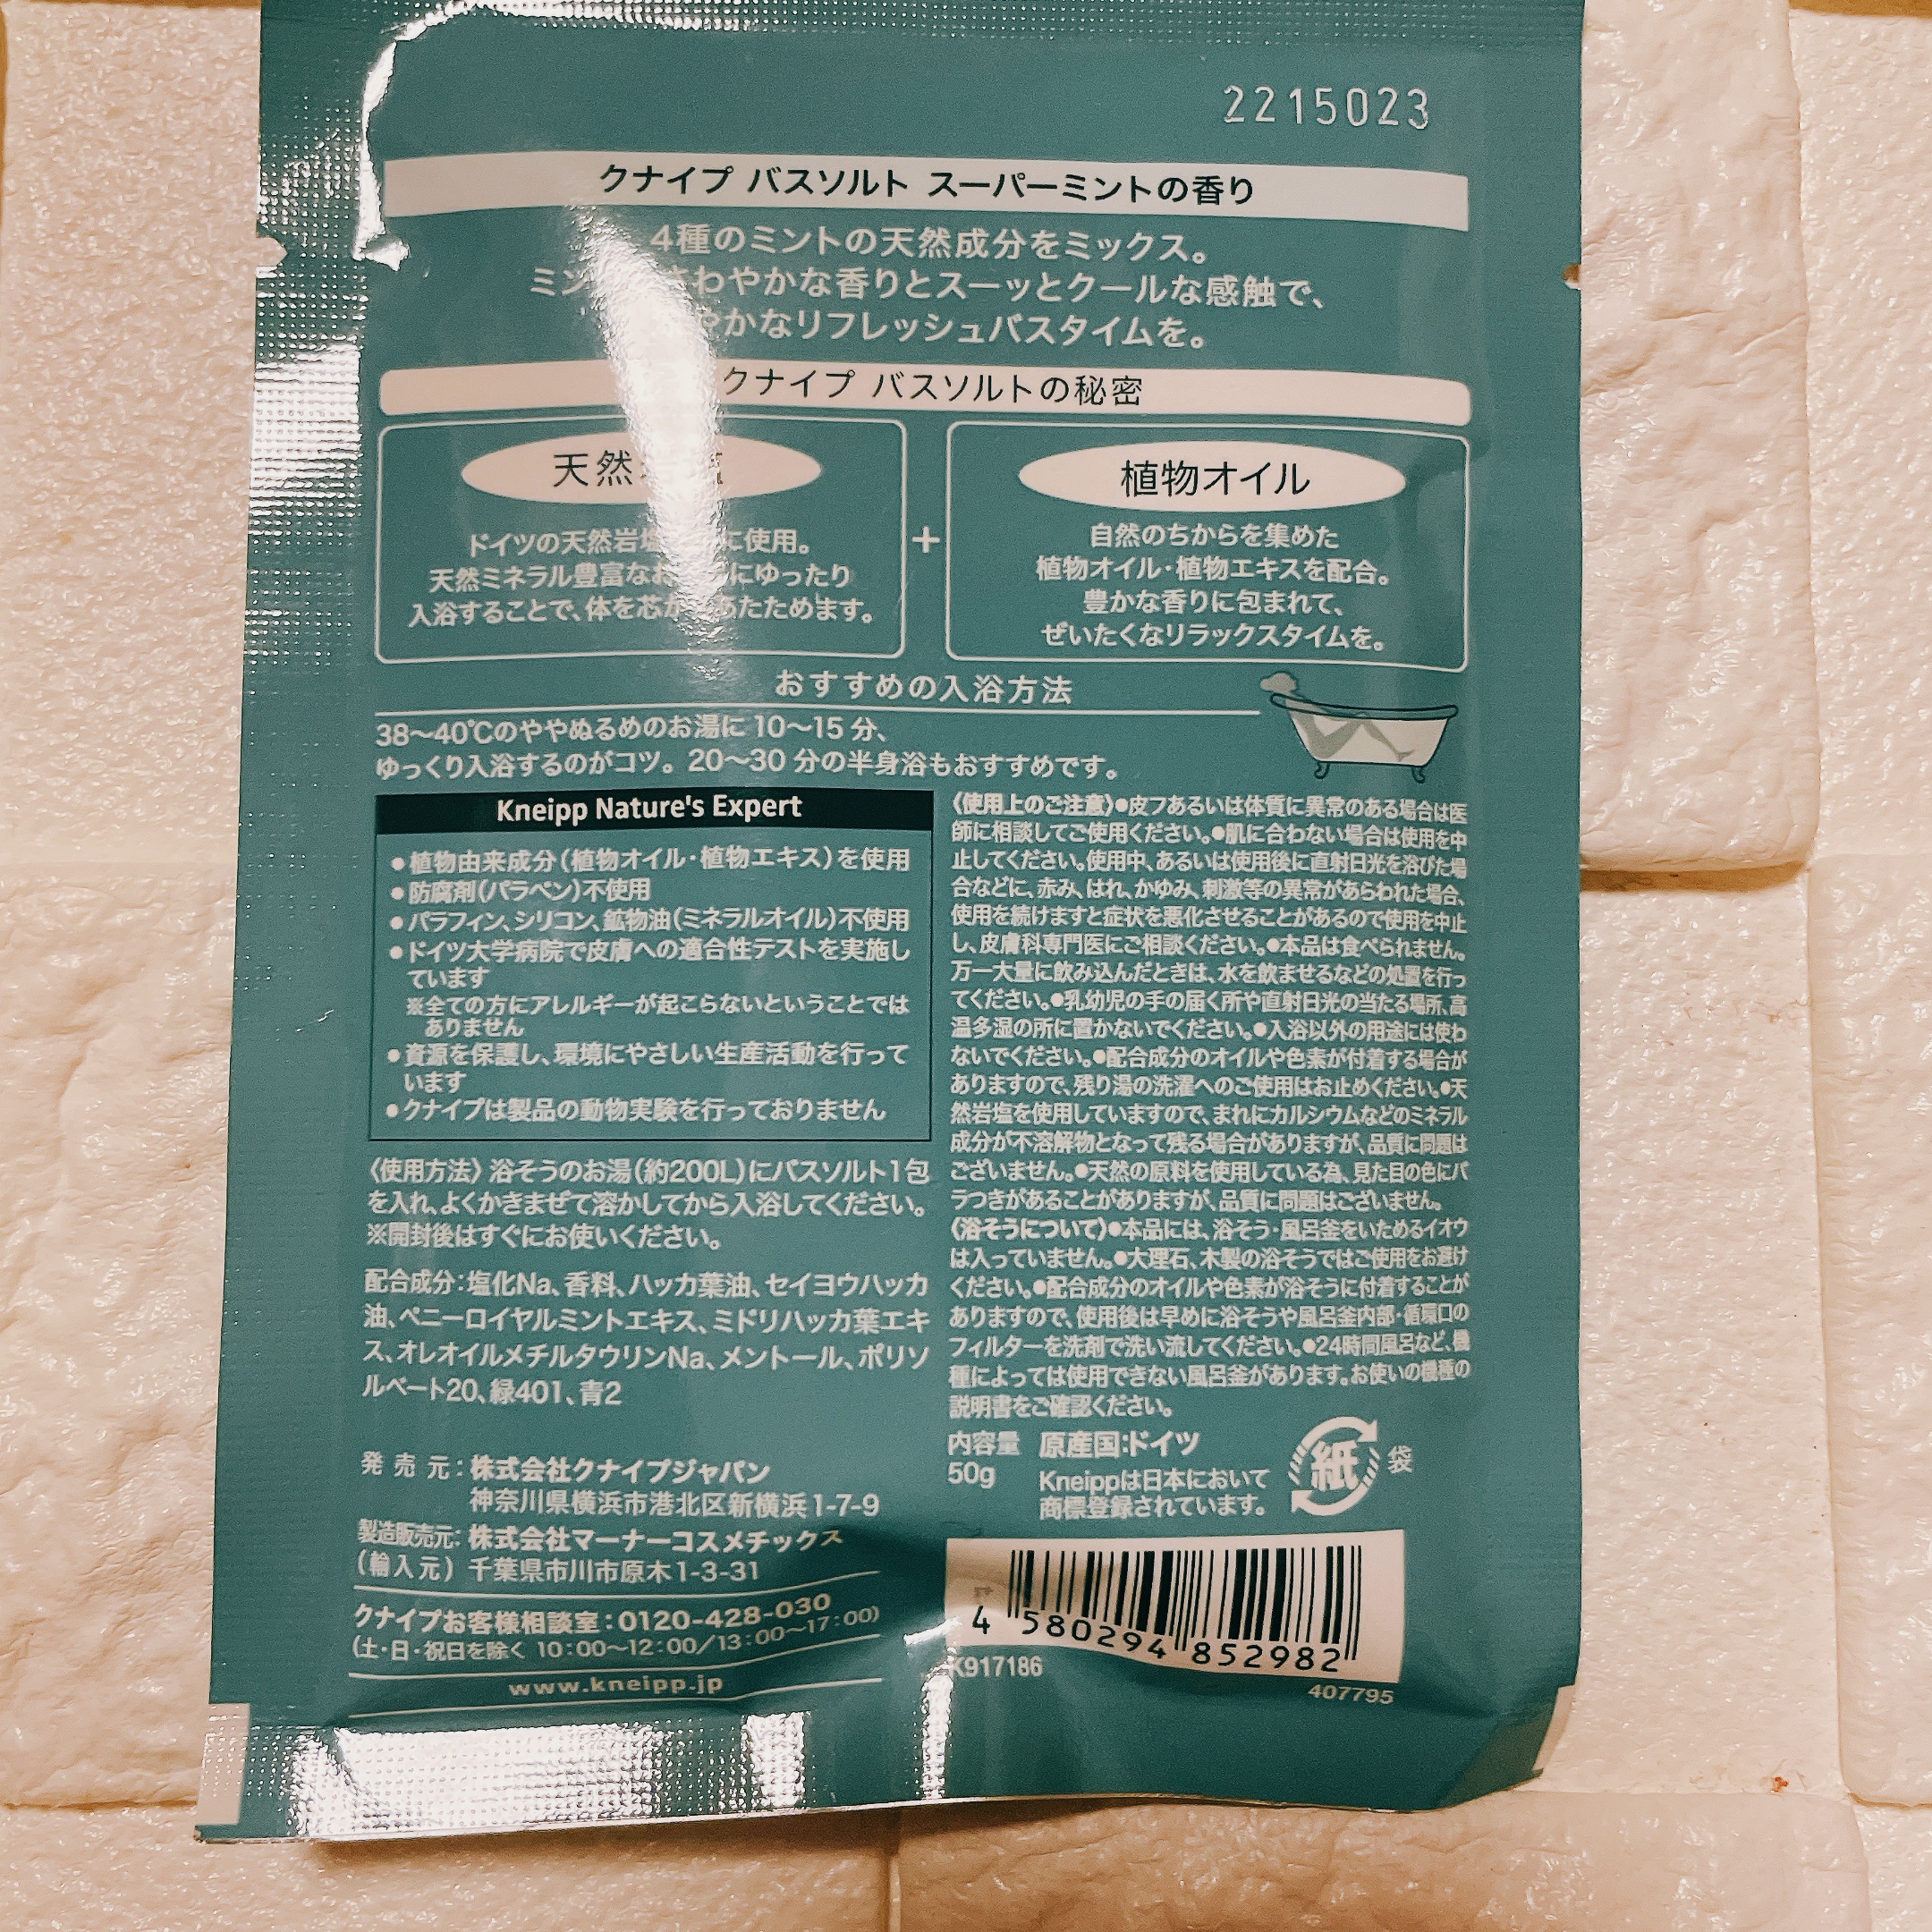 2215023
クナイプ バスソルト スーパーミントの香り
4種のミントの天然成分をミックス。
ミン さわやかな香りとスーッとクールな感触で、
やかなリフレッシュバスタイムを。
クナイプ バスソルトの秘密
天然 塩
ドイツの天然岩塩 に使用。
天然ミネラル豊富なお にゆったり
入浴することで、体を芯か あたためます。
+
植物オイル
自然のちからを集めた
植物オイル・植物エキスを配合。
豊かな香りに包まれて、
ぜいたくなリラックスタイムを。
おすすめの入浴方法
38〜40℃のややぬるめのお湯に 10〜15 分、
ゆっくり入浴するのがコツ。20〜30 分の半身浴もおすすめです。
Kneipp Nature's Expert
●植物由来成分(植物オイル・植物エキス)を使用
●防腐剤(パラベン)不使用
●パラフィン、シリコン、鉱物油(ミネラルオイル)不使用
●ドイツ大学病院で皮膚への適合性テストを実施し
ています
※全ての方にアレルギーが起こらないということでは
ありません
●資源を保護し、環境にやさしい生産活動を行って
います
●クナイプは製品の動物実験を行っておりません
〈使用方法〉浴そうのお湯(約200L)にバスソルト1包
を入れ、よくかきまぜて溶かしてから入浴してください。
※開封後はすぐにお使いください。
配合成分:塩化Na、香料、ハッカ葉油、セイヨウハッカ
油、ペニーロイヤルミントエキス、ミドリハッカ葉エキ
ス、オレオイルメチルタウリンNa、メントール、ポリソ
ルベート20、緑401、青2
発売元:株式会社クナイプジャパン
神奈川県横浜市港北区新横浜1-7-9
製造販売元:株式会社マーナーコスメチックス
(輸入元) 千葉県市川市原木1-3-31
クナイプお客様相談室:0120-428-030
(土・日・祝日を除く 10:00〜12:00/13:00〜17:00)
www.kneipp.jp
〈使用上のご注意〉●皮フあるいは体質に異常のある場合は医
師に相談してご使用ください。●肌に合わない場合は使用を中
止してください。使用中、あるいは使用後に直射日光を浴びた場
合などに、赤み、はれ、かゆみ、刺激等の異常があらわれた場合、
使用を続けますと症状を悪化させることがあるので使用を中止
し、皮膚科専門医にご相談ください。●本品は食べられません。
万一大量に飲み込んだときは、水を飲ませるなどの処置を行っ
てください。●乳幼児の手の届く所や直射日光の当たる場所、高
温多湿の所に置かないでください。●入浴以外の用途には使わ
ないでください。●配合成分のオイルや色素が付着する場合が
ありますので、残り湯の洗濯へのご使用はお止めください。●天
然岩塩を使用していますので、まれにカルシウムなどのミネラル
成分が不溶解物となって残る場合がありますが、品質に問題は
ございません。●天然の原料を使用している為、見た目の色にバ
ラつきがあることがありますが、品質に問題はございません。
〈浴そうについて〉●本品には、浴そう・風呂釜をいためるイオウ
は入っていません。●大理石、木製の浴そうではご使用をお避け
ください。●配合成分のオイルや色素が浴そうに付着することが
ありますので、使用後は早めに浴そうや風呂釜内部・循環口の
フィルターを洗剤で洗い流してください。●24時間風呂など、機
種によっては使用できない風呂釜があります。お使いの機種の
説明書をご確認ください。
内容量
50g
原産国:ドイツ
Kneippは日本において
商標登録されています。
紙
袋
4 580294 852982
K917186
407795